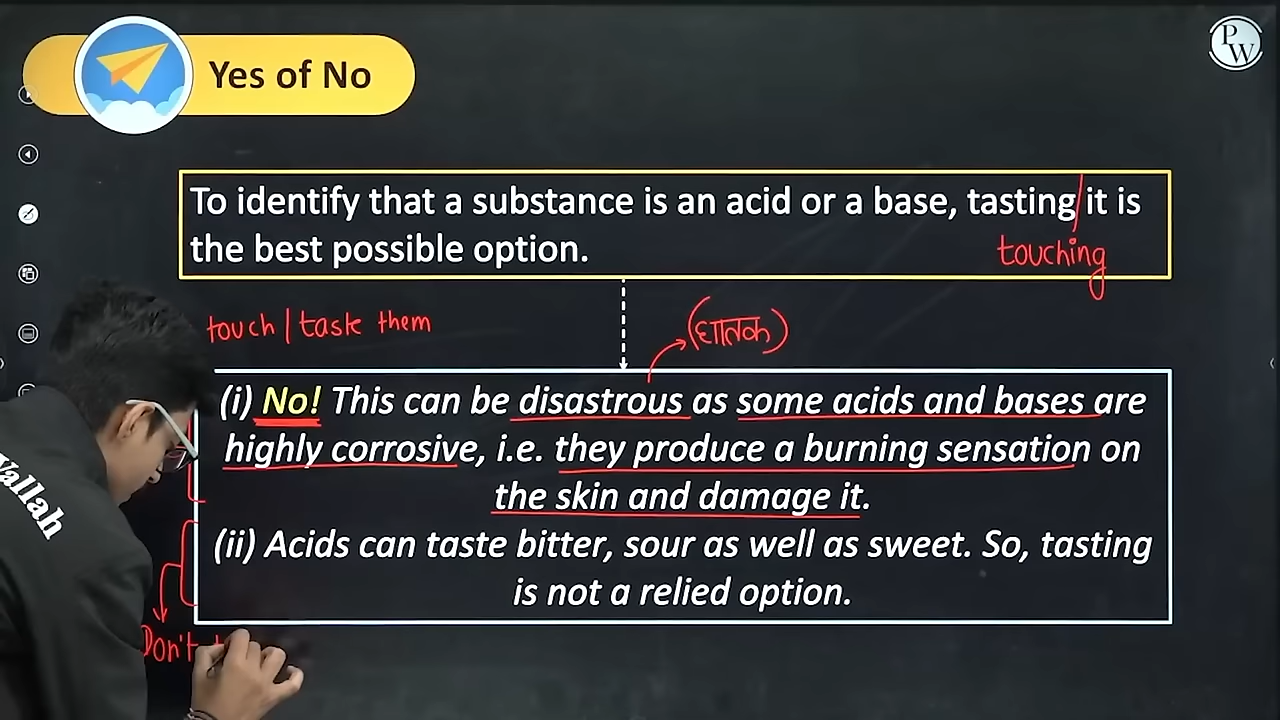 Yes of No
PW
To identify that a substance is an acid or a base, tasting/it is
touching
the best possible option.
touch | taste them
(घातक)
(i) No! This can be disastrous as some acids and bases are
highly corrosive, i.e. they produce a burning sensation on
the skin and damage it.
(ii) Acids can taste bitter, sour as well as sweet. So, tasting
is not a relied option.
Don't
Wallah